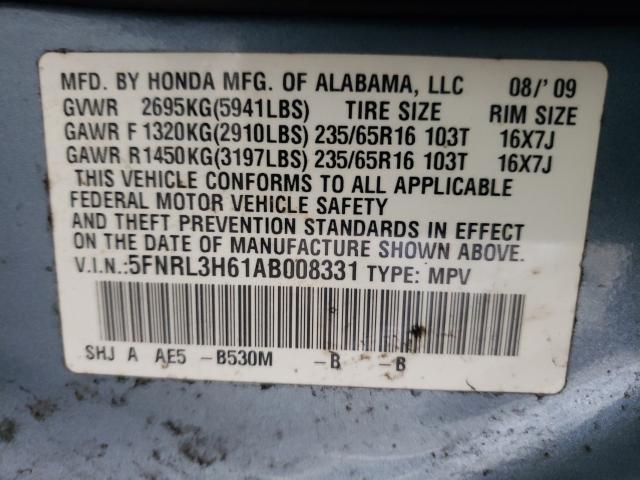 MFD. BY HONDA MFG. OF ALABAMA, LLC 08/'09
GVWR 2695KG(5941LBS) TIRE SIZE RIM SIZE
GAWR F1320KG(2910LBS) 235/65R16 103T 16X7J
GAWR R1450KG(3197LBS) 235/65R16 103T 16X7J
THIS VEHICLE CONFORMS TO ALL APPLICABLE
FEDERAL MOTOR VEHICLE SAFETY
AND THEFT PREVENTION STANDARDS IN EFFECT
ON THE DATE OF MANUFACTURE SHOWN ABOVE.
V.I.N.:5FNRL3H61AB008331 TYPE: MPV
SHJ A AE5 -B530M -B -B